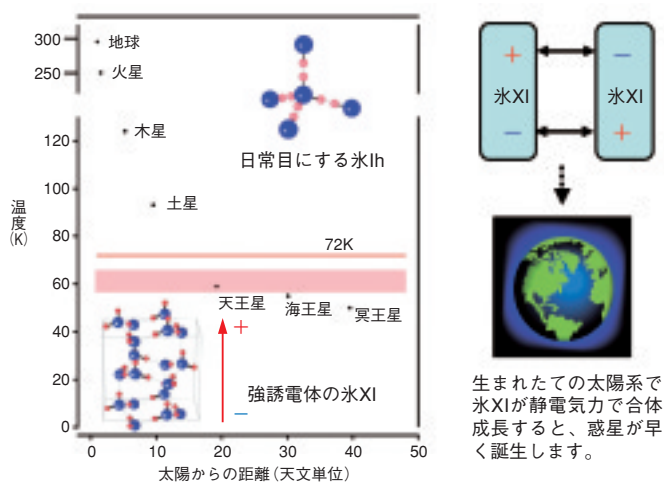 300
250
120
100
80
60
40
20
0
温度
(K)
地球
火星
木星
土星
日常目にする氷Ih
72K
天王星
海王星
冥王星
+
強誘電体の氷XI
−
0
10
20
30
40
50
太陽からの距離（天文単位）
+
−
氷XI
氷XI
−
+
生まれたての太陽系で
氷XIが静電気力で合体
成長すると、惑星が早
く誕生します。